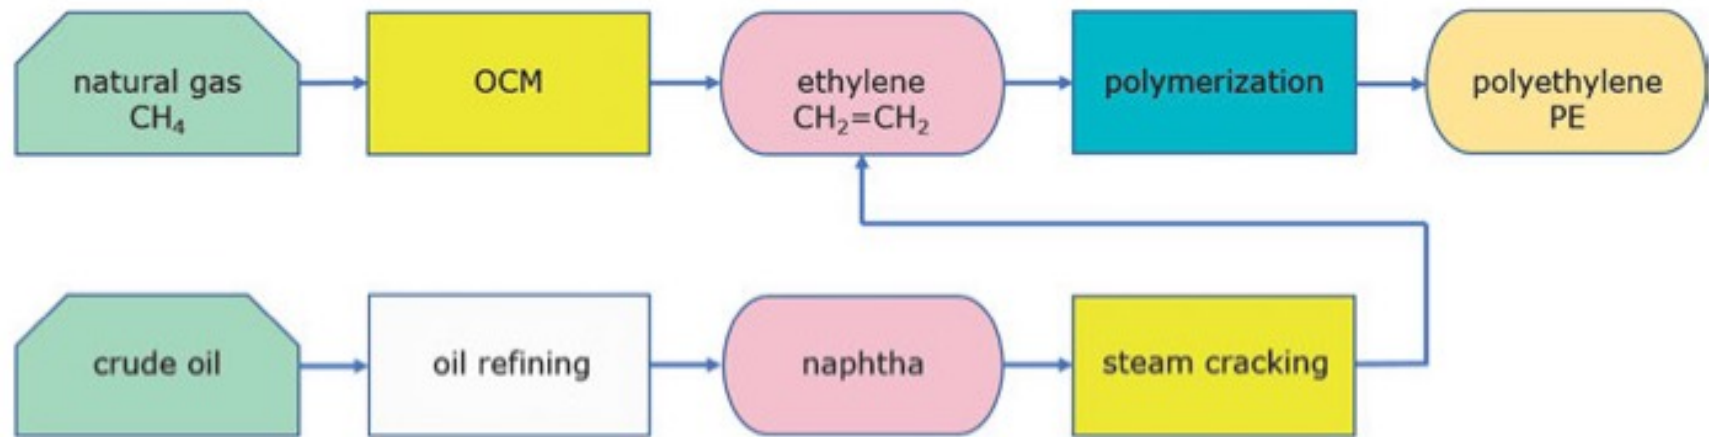 natural gas
CH₄
OCM
ethylene
CH₂=CH₂
polymerization
polyethylene
PE
crude oil
oil refining
naphtha
steam cracking